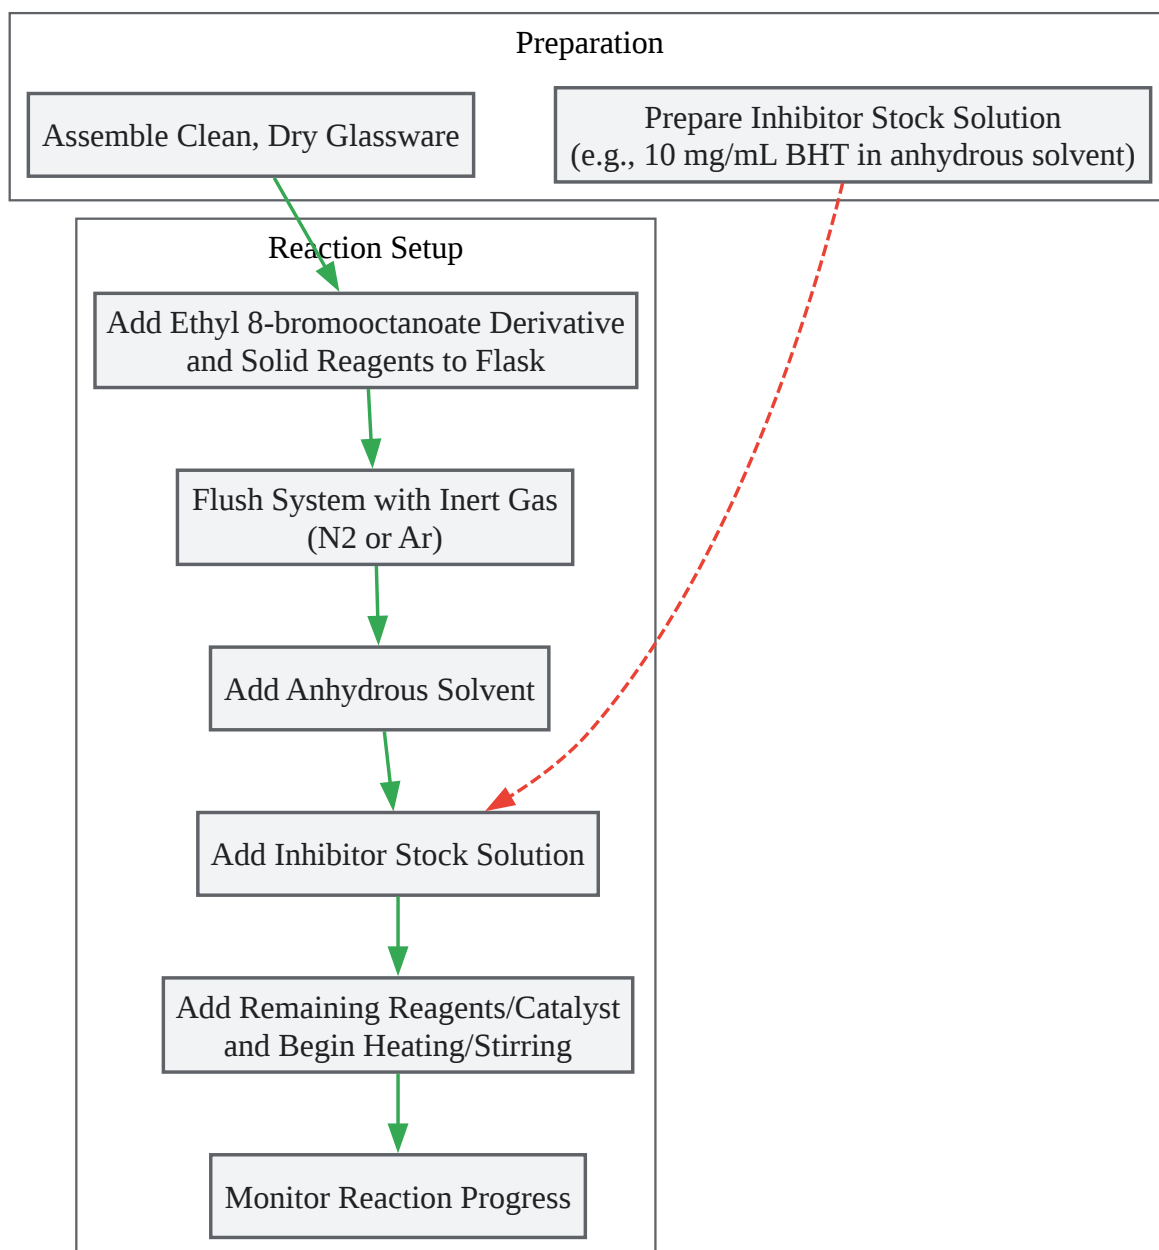 Preparation
Assemble Clean, Dry Glassware
Prepare Inhibitor Stock Solution
(e.g., 10 mg/mL BHT in anhydrous solvent)
Reaction Setup
Add Ethyl 8-bromooctanoate Derivative
and Solid Reagents to Flask
Flush System with Inert Gas
(N2 or Ar)
Add Anhydrous Solvent
Add Inhibitor Stock Solution
Add Remaining Reagents/Catalyst
and Begin Heating/Stirring
Monitor Reaction Progress